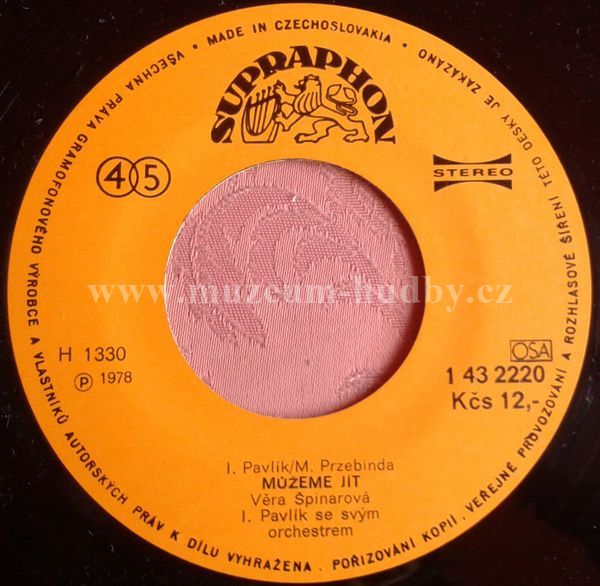 VŠECHNA PRÁVA GRAMOFONOVÉHO VÝROBCE A VLASTNÍKŮ AUTORSKÝCH PRÁV K DÍLU VYHRAŽENA. POŘIZOVÁNÍ KOPIÍ, VEŘEJNÉ PROVOZOVÁNÍ A ROZHLASOVÉ ŠÍŘENÍ TÉTO DESKY JE ZAKÁZÁNO
• MADE IN CZECHOSLOVAKIA •
SUPRAPHON
45
STEREO
www.muzeum-hudby.cz
H 1330
Ⓟ 1978
OSA
1 43 2220
Kčs 12,-
I. Pavlík/M. Przebinda
MŮŽEME JÍT
Věra Špinarová
I. Pavlík se svým
orchestrem